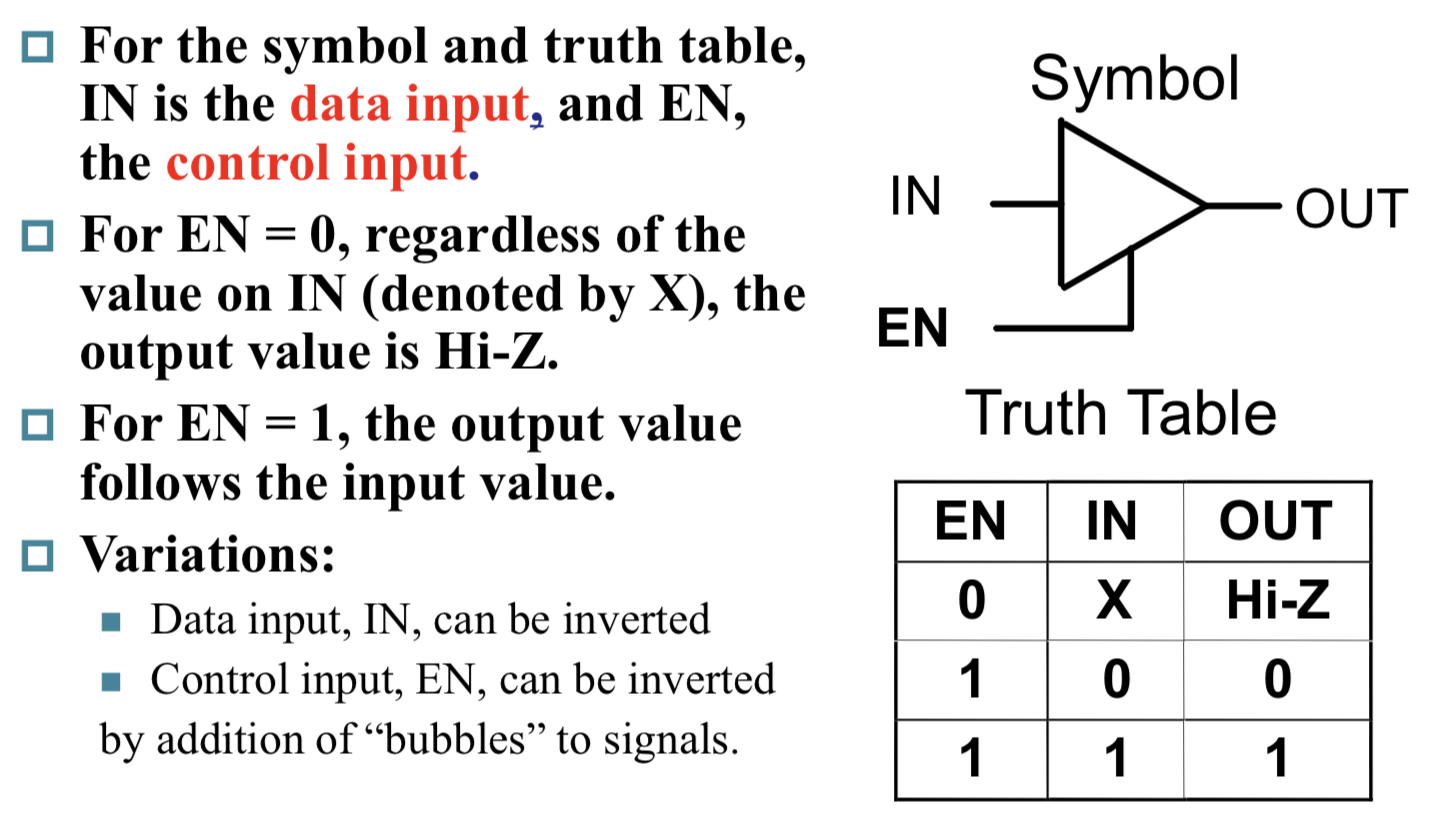 For the symbol and truth table,
IN is the data input, and EN,
the control input.
For EN = 0, regardless of the
value on IN (denoted by X), the
output value is Hi-Z.
For EN = 1, the output value
follows the input value.
Variations:
Data input, IN, can be inverted
Control input, EN, can be inverted
by addition of “bubbles” to signals.
Symbol
IN
OUT
EN
Truth Table
EN IN OUT
0 X Hi-Z
1 0 0
1 1 1